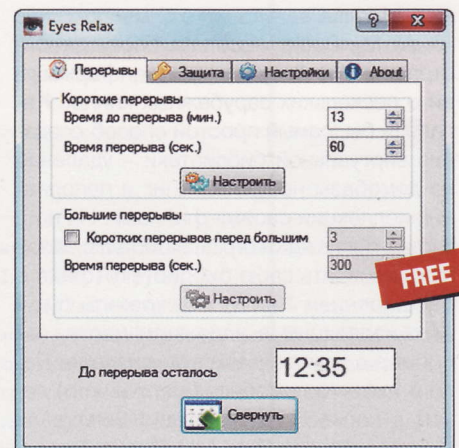 Eyes Relax
Перерывы Защита Настройки About
Короткие перерывы
Время до перерыва (мин.) 13
Время перерыва (сек.) 60
Настроить
Большие перерывы
Коротких перерывов перед большим 3
Время перерыва (сек.) 300
FREE
Настроить
До перерыва осталось 12:35
Свернуть